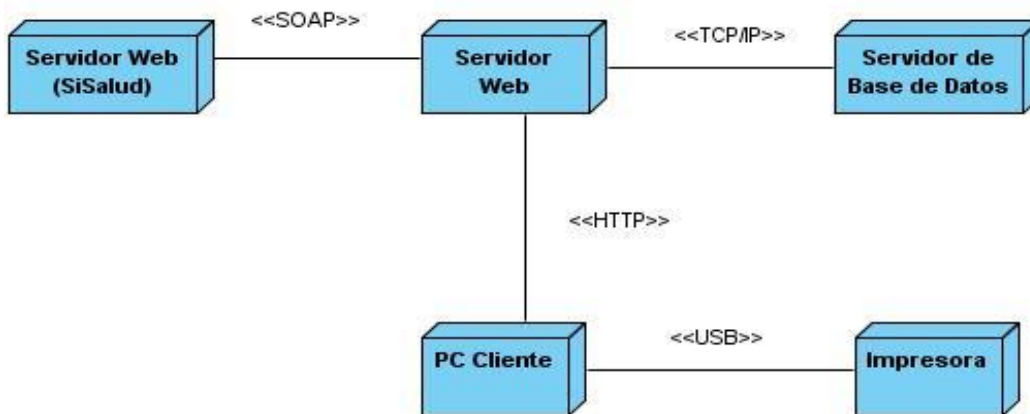 <<SOAP>>
<<TCP/IP>>
Servidor Web
(SiSalud)
Servidor
Web
Servidor de
Base de Datos
<<HTTP>>
<<USB>>
PC Cliente
Impresora